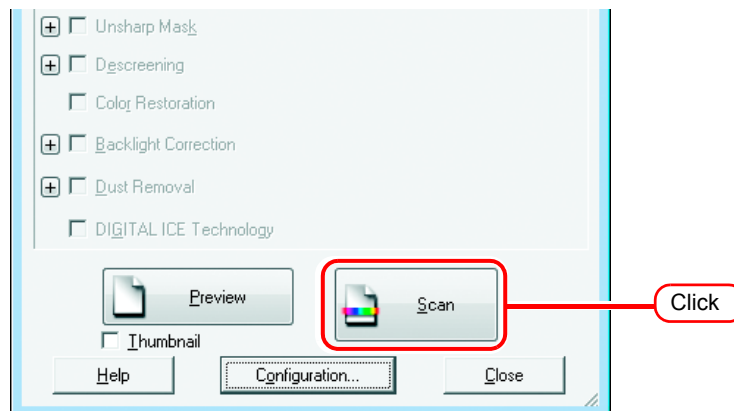 Unsharp Mask
Descreening
Color Restoration
Backlight Correction
Dust Removal
DIGITAL ICE Technology
Preview
Scan
Click
Thumbnail
Help
Configuration...
Close